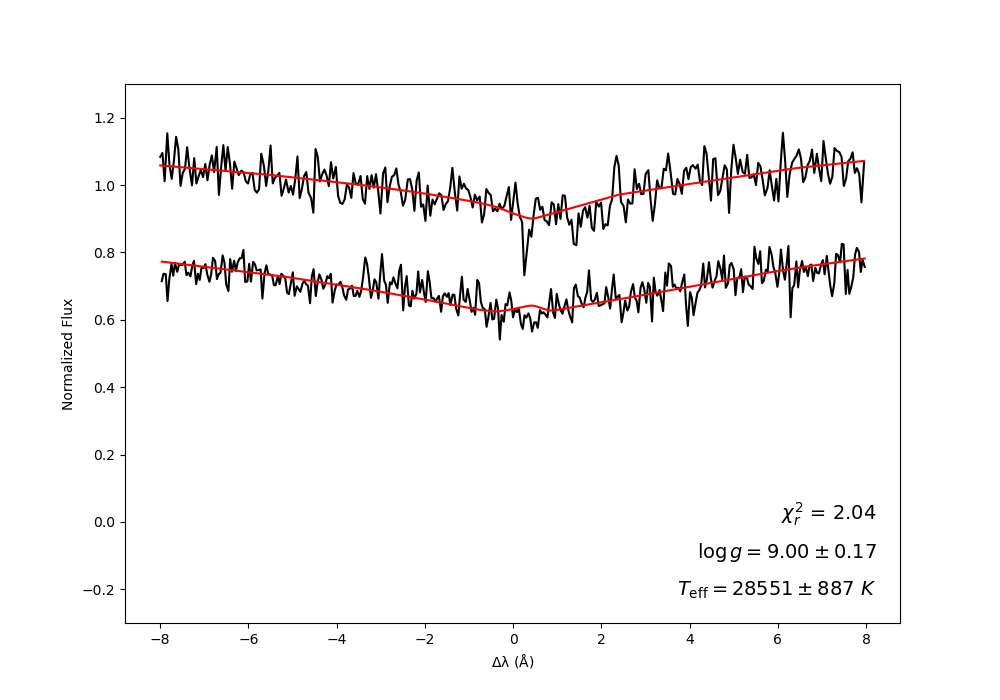 1.2
1.0
0.8
0.6
0.4
0.2
0.0
−0.2
Normalized Flux
χ²ᵣ = 2.04
log g = 9.00 ± 0.17
T_eff = 28551 ± 887 K
−8 −6 −4 −2 0 2 4 6 8
Δλ (Å)